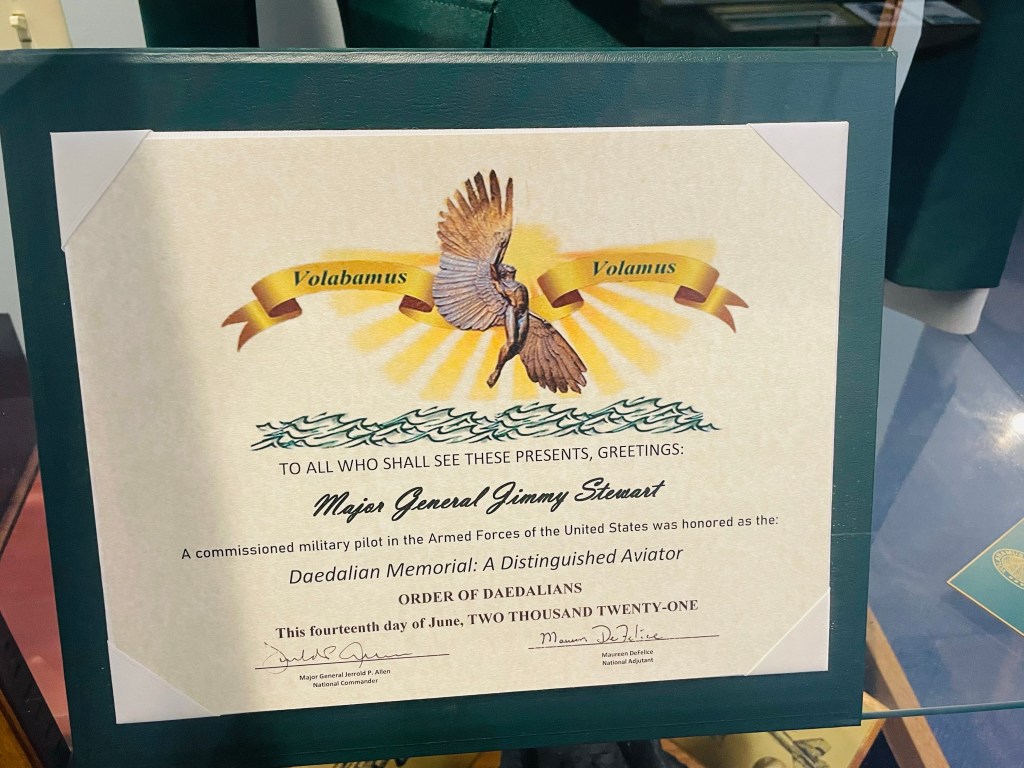 Volabamus
Volamus
TO ALL WHO SHALL SEE THESE PRESENTS, GREETINGS:
Major General Jimmy Stewart
A commissioned military pilot in the Armed Forces of the United States was honored as the:
Daedalian Memorial: A Distinguished Aviator
ORDER OF DAEDALIANS
This fourteenth day of June, TWO THOUSAND TWENTY-ONE
Maureen DeFelice
Major General Jerrold P. Allen
National Commander
Maureen DeFelice
National Adjutant